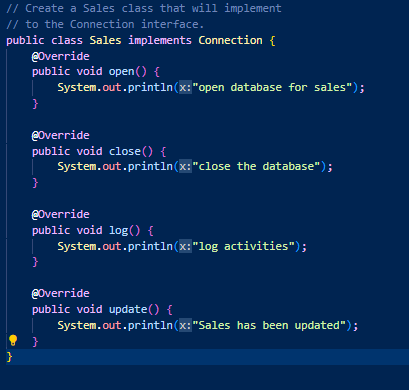 // Create a Sales class that will implement
// to the Connection interface.
public class Sales implements Connection {
    @Override
    public void open() {
        System.out.println(x:"open database for sales");
    }

    @Override
    public void close() {
        System.out.println(x:"close the database");
    }

    @Override
    public void log() {
        System.out.println(x:"log activities");
    }

    @Override
    public void update() {
        System.out.println(x:"Sales has been updated");
    }
}